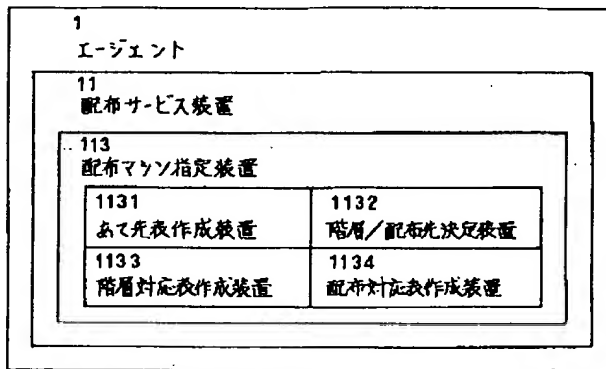 1
エージェント
11
配布サービス装置
113
配布マシン指定装置
1131
あて先表作成装置
1132
階層/配布先決定装置
1133
階層対応表作成装置
1134
配布対応表作成装置